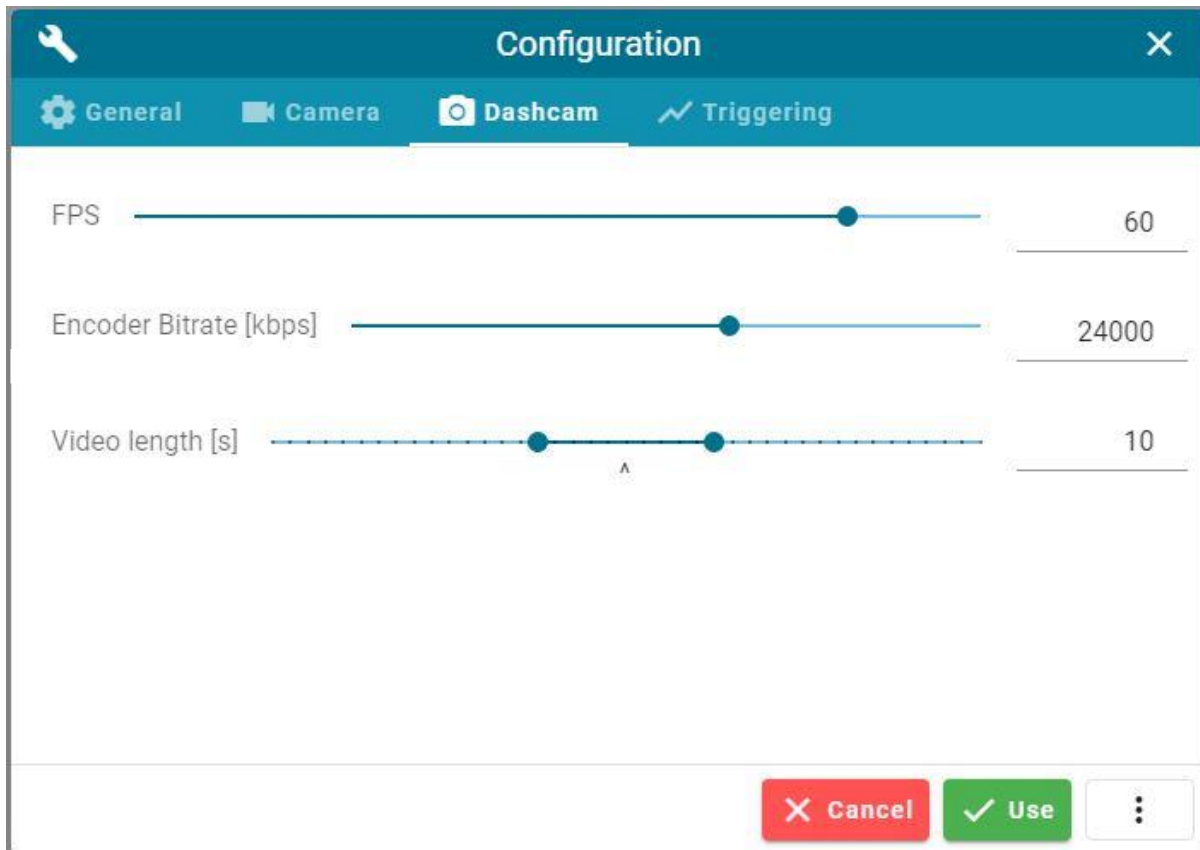 Configuration
General Camera Dashcam Triggering
FPS 60
Encoder Bitrate [kbps] 24000
Video length [s] 10
^
Cancel Use